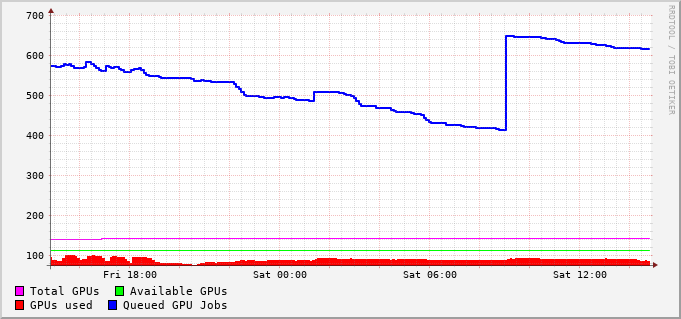 700
600
500
400
300
200
100
Fri 18:00 Sat 00:00 Sat 06:00 Sat 12:00
Total GPUs Available GPUs
GPUs used Queued GPU Jobs
RRDTOOL / TOBI OETIKER